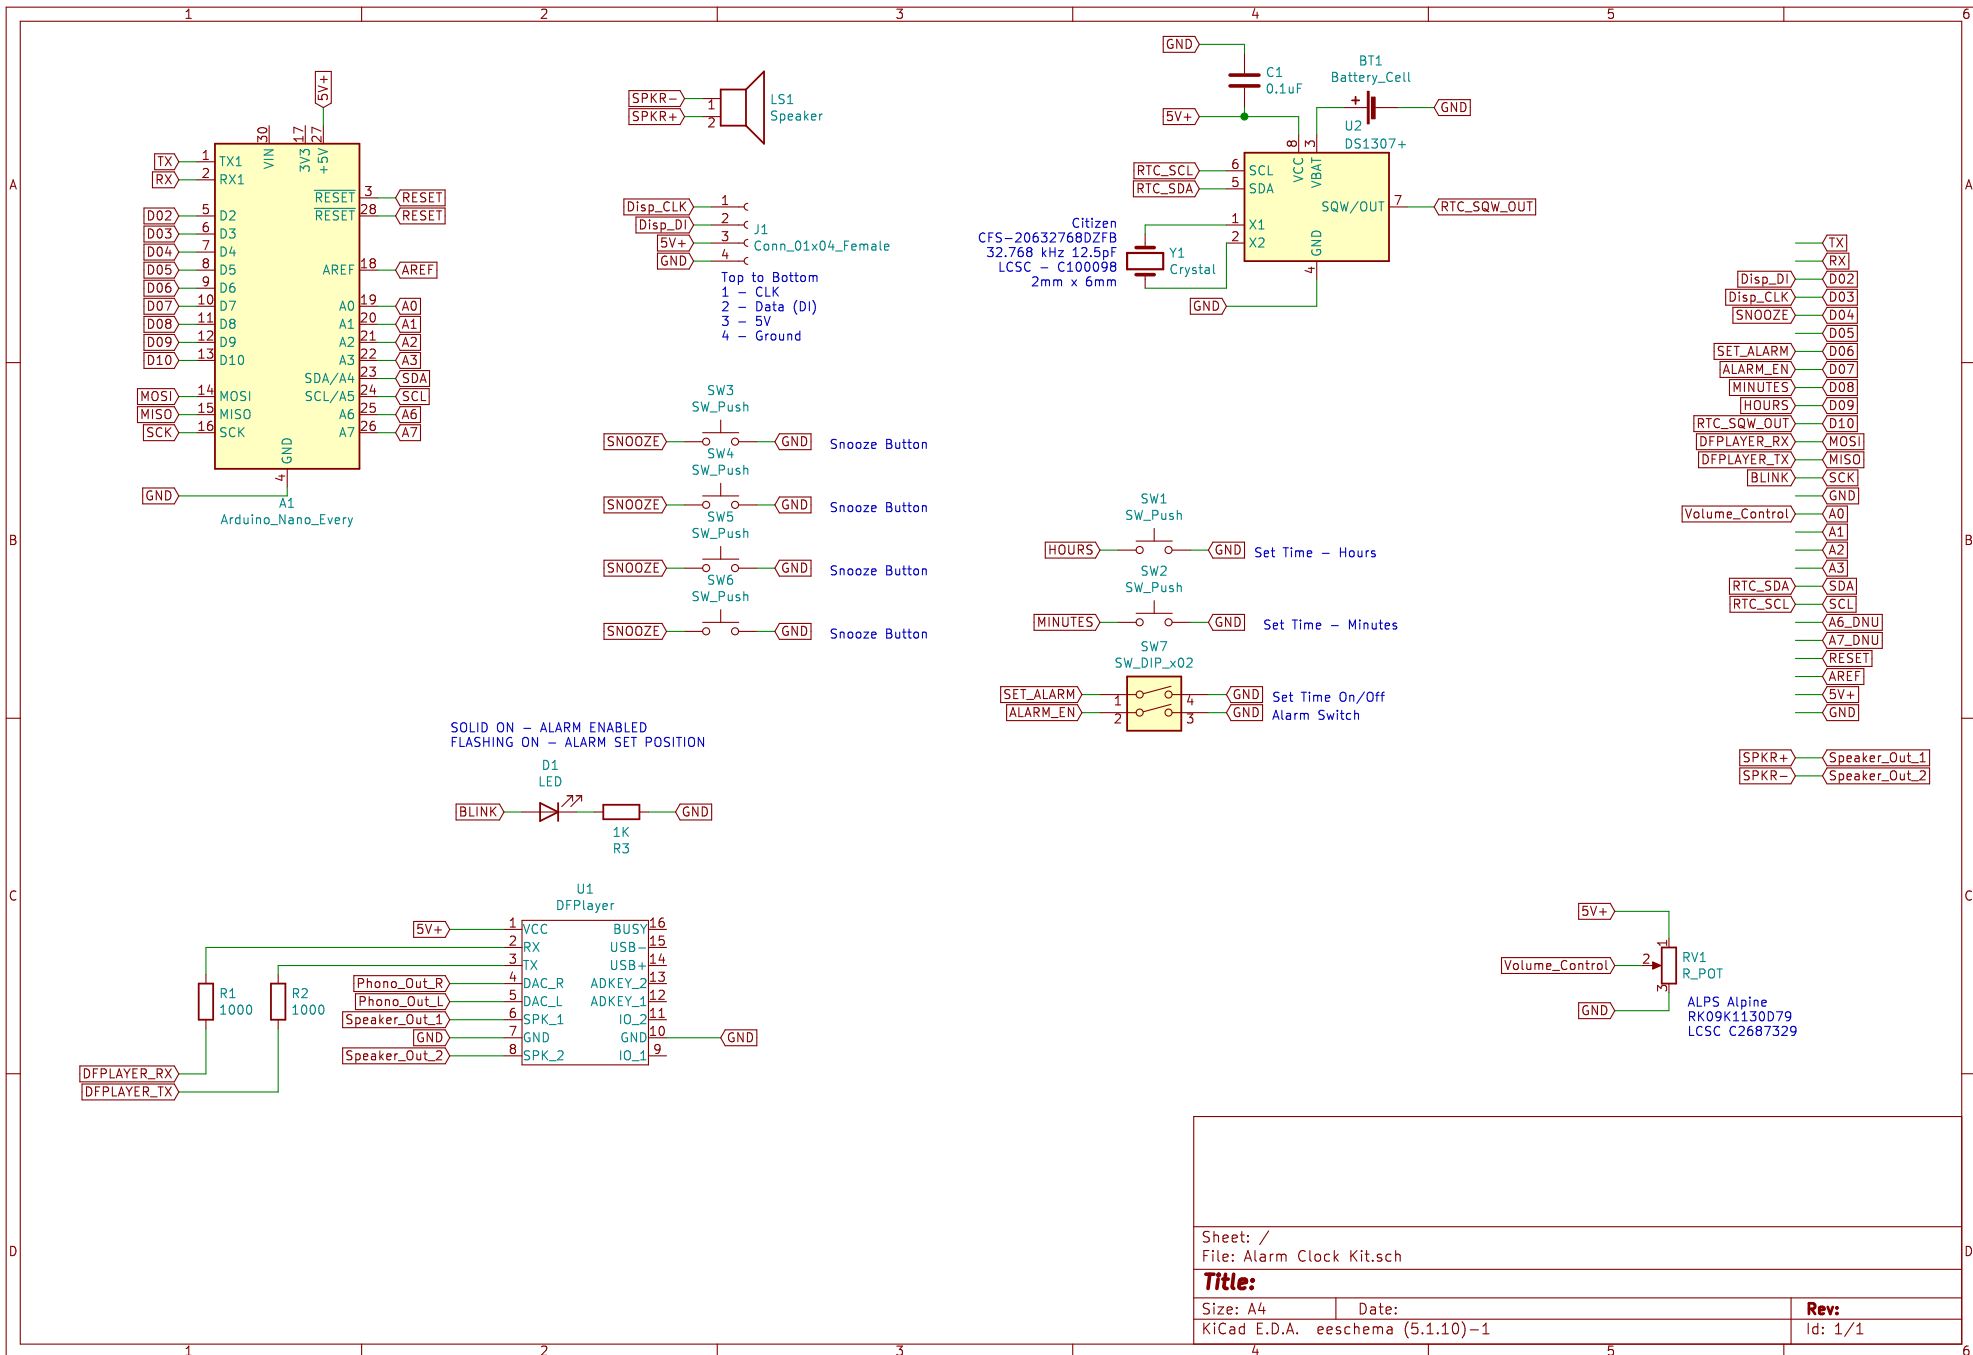 1 2 3 4 5 6
A
B
C
D
5V+
30
VIN
17
3V3
27
+5V
TX 1 TX1
RX 2 RX1
RESET 3 RESET
RESET 28 RESET
D02 5 D2
D03 6 D3
D04 7 D4
D05 8 D5
D06 9 D6
D07 10 D7
D08 11 D8
D09 12 D9
D10 13 D10
AREF 18 AREF
A0 19 A0
A1 20 A1
A2 21 A2
A3 22 A3
SDA/A4 23 SDA
SCL/A5 24 SCL
A6 25 A6
A7 26 A7
MOSI 14 MOSI
MISO 15 MISO
SCK 16 SCK
GND
4
GND
A1
Arduino_Nano_Every
SPKR- 1
SPKR+ 2
LS1
Speaker
Disp_CLK 1
Disp_DI 2
5V+ 3
GND 4
J1
Conn_01x04_Female
Top to Bottom
1 - CLK
2 - Data (DI)
3 - 5V
4 - Ground
SW3
SW_Push
SNOOZE GND Snooze Button
SW4
SW_Push
SNOOZE GND Snooze Button
SW5
SW_Push
SNOOZE GND Snooze Button
SW6
SW_Push
SNOOZE GND Snooze Button
GND
C1
0.1uF
5V+
BT1
Battery_Cell
+
GND
U2
DS1307+
8
VCC
3
VBAT
RTC_SCL 6 SCL
RTC_SDA 5 SDA
SQW/OUT 7 RTC_SQW_OUT
1 X1
2 X2
GND
4
GND
Citizen
CFS-20632768DZFB
32.768 kHz 12.5pF
LCSC - C100098
2mm x 6mm
Y1
Crystal
SW1
SW_Push
HOURS GND Set Time - Hours
SW2
SW_Push
MINUTES GND Set Time - Minutes
SW7
SW_DIP_x02
SET_ALARM 1 4 GND Set Time On/Off
ALARM_EN 2 3 GND Alarm Switch
TX
RX
Disp_DI D02
Disp_CLK D03
SNOOZE D04
D05
SET_ALARM D06
ALARM_EN D07
MINUTES D08
HOURS D09
RTC_SQW_OUT D10
DFPLAYER_RX MOSI
DFPLAYER_TX MISO
BLINK SCK
GND
Volume_Control A0
A1
A2
A3
RTC_SDA SDA
RTC_SCL SCL
A6_DNU
A7_DNU
RESET
AREF
5V+
GND
SPKR+ Speaker_Out_1
SPKR- Speaker_Out_2
SOLID ON - ALARM ENABLED
FLASHING ON - ALARM SET POSITION
D1
LED
BLINK GND
1K
R3
U1
DFPlayer
5V+ 1 VCC BUSY 16
2 RX USB- 15
3 TX USB+ 14
Phono_Out_R 4 DAC_R ADKEY_2 13
Phono_Out_L 5 DAC_L ADKEY_1 12
Speaker_Out_1 6 SPK_1 IO_2 11
GND 7 GND GND 10 GND
Speaker_Out_2 8 SPK_2 IO_1 9
R1
1000
R2
1000
DFPLAYER_RX
DFPLAYER_TX
5V+
1
Volume_Control 2
RV1
R_POT
3
GND
ALPS Alpine
RK09K1130D79
LCSC C2687329
Sheet: /
File: Alarm Clock Kit.sch
Title:
Size: A4 Date: Rev:
KiCad E.D.A. eeschema (5.1.10)-1 Id: 1/1
A
B
C
D
1 2 3 4 5 6